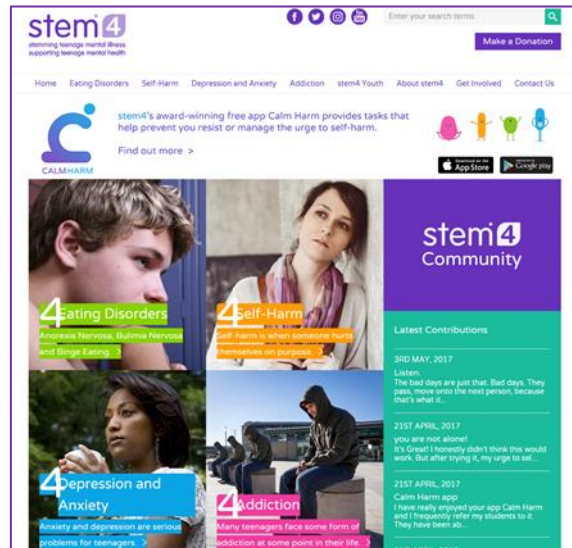 stem4
stemming teenage mental illness
supporting teenage mental health
Enter your search terms
Make a Donation
Home Eating Disorders Self-Harm Depression and Anxiety Addiction stem4 Youth About stem4 Get Involved Contact Us
stem4's award-winning free app Calm Harm provides tasks that
help prevent you resist or manage the urge to self-harm.
Find out more >
CALMHARM
Download on the
App Store
Google play
4Eating Disorders
Anorexia Nervosa, Bulimia Nervosa
and Binge Eating. >
4Self-Harm
Self-harm is when someone hurts
themselves on purpose. >
4Depression and
Anxiety
Anxiety and depression are serious
problems for teenagers. >
4Addiction
Many teenagers face some form of
addiction at some point in their life. >
stem4
Community
Latest Contributions
3RD MAY, 2017
Listen.
The bad days are just that. Bad days. They
pass, move onto the next person, because
that's what it...
21ST APRIL, 2017
you are not alone!
It's Great! I honestly didn't think this would
work. But after trying it, my urge to sel...
21ST APRIL, 2017
Calm Harm app
I have really enjoyed your app Calm Harm
and I frequently refer my students to it.
They have been ab...